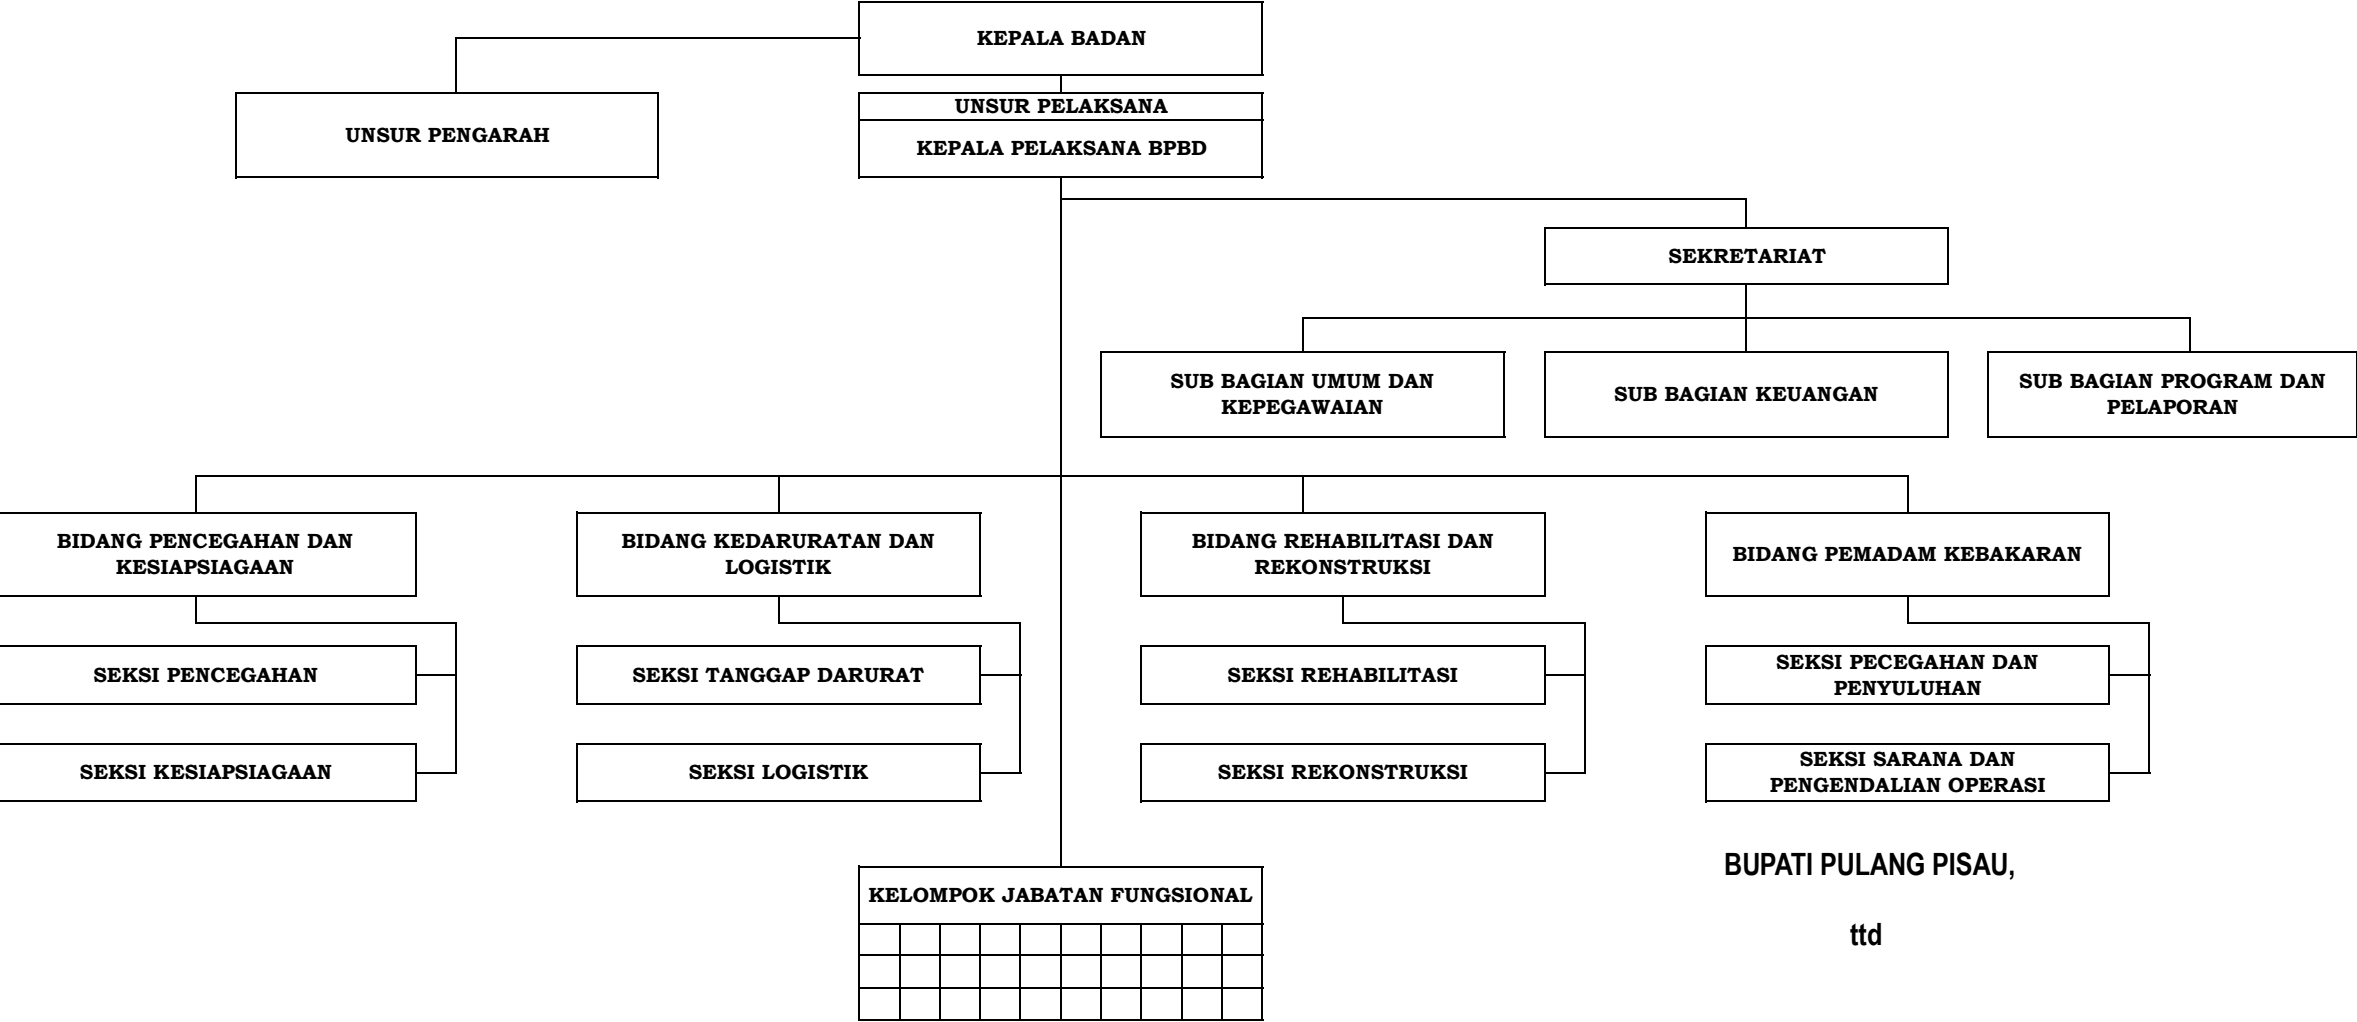 KEPALA BADAN
UNSUR PENGARAH
UNSUR PELAKSANA
KEPALA PELAKSANA BPBD
SEKRETARIAT
SUB BAGIAN UMUM DAN
KEPEGAWAIAN
SUB BAGIAN KEUANGAN
SUB BAGIAN PROGRAM DAN
PELAPORAN
BIDANG PENCEGAHAN DAN
KESIAPSIAGAAN
BIDANG KEDARURATAN DAN
LOGISTIK
BIDANG REHABILITASI DAN
REKONSTRUKSI
BIDANG PEMADAM KEBAKARAN
SEKSI PENCEGAHAN
SEKSI TANGGAP DARURAT
SEKSI REHABILITASI
SEKSI PECEGAHAN DAN
PENYULUHAN
SEKSI KESIAPSIAGAAN
SEKSI LOGISTIK
SEKSI REKONSTRUKSI
SEKSI SARANA DAN
PENGENDALIAN OPERASI
KELOMPOK JABATAN FUNGSIONAL
BUPATI PULANG PISAU,
ttd